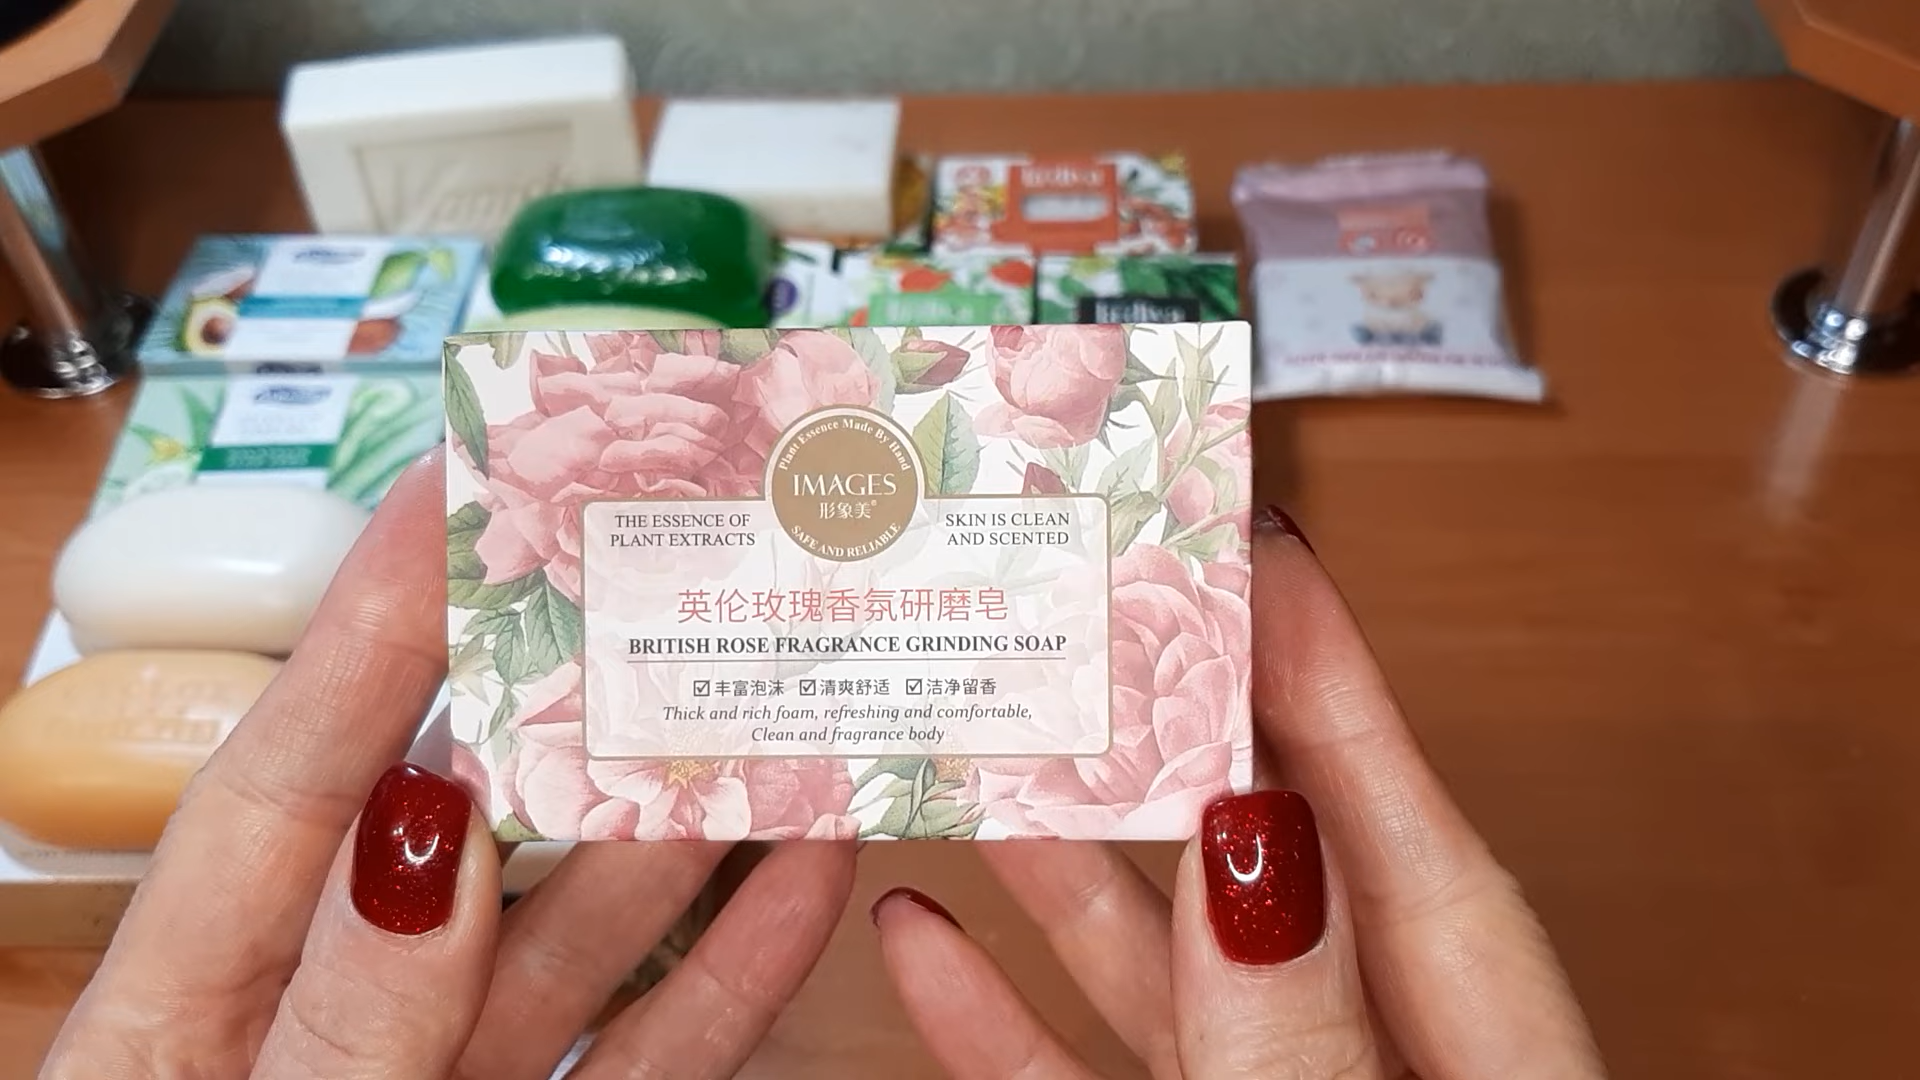 Plant Essence Made By Hand
IMAGES
形象美®
SAFE AND RELIABLE
THE ESSENCE OF
PLANT EXTRACTS
SKIN IS CLEAN
AND SCENTED
英伦玫瑰香氛研磨皂
BRITISH ROSE FRAGRANCE GRINDING SOAP
☑丰富泡沫 ☑清爽舒适 ☑洁净留香
Thick and rich foam, refreshing and comfortable,
Clean and fragrance body